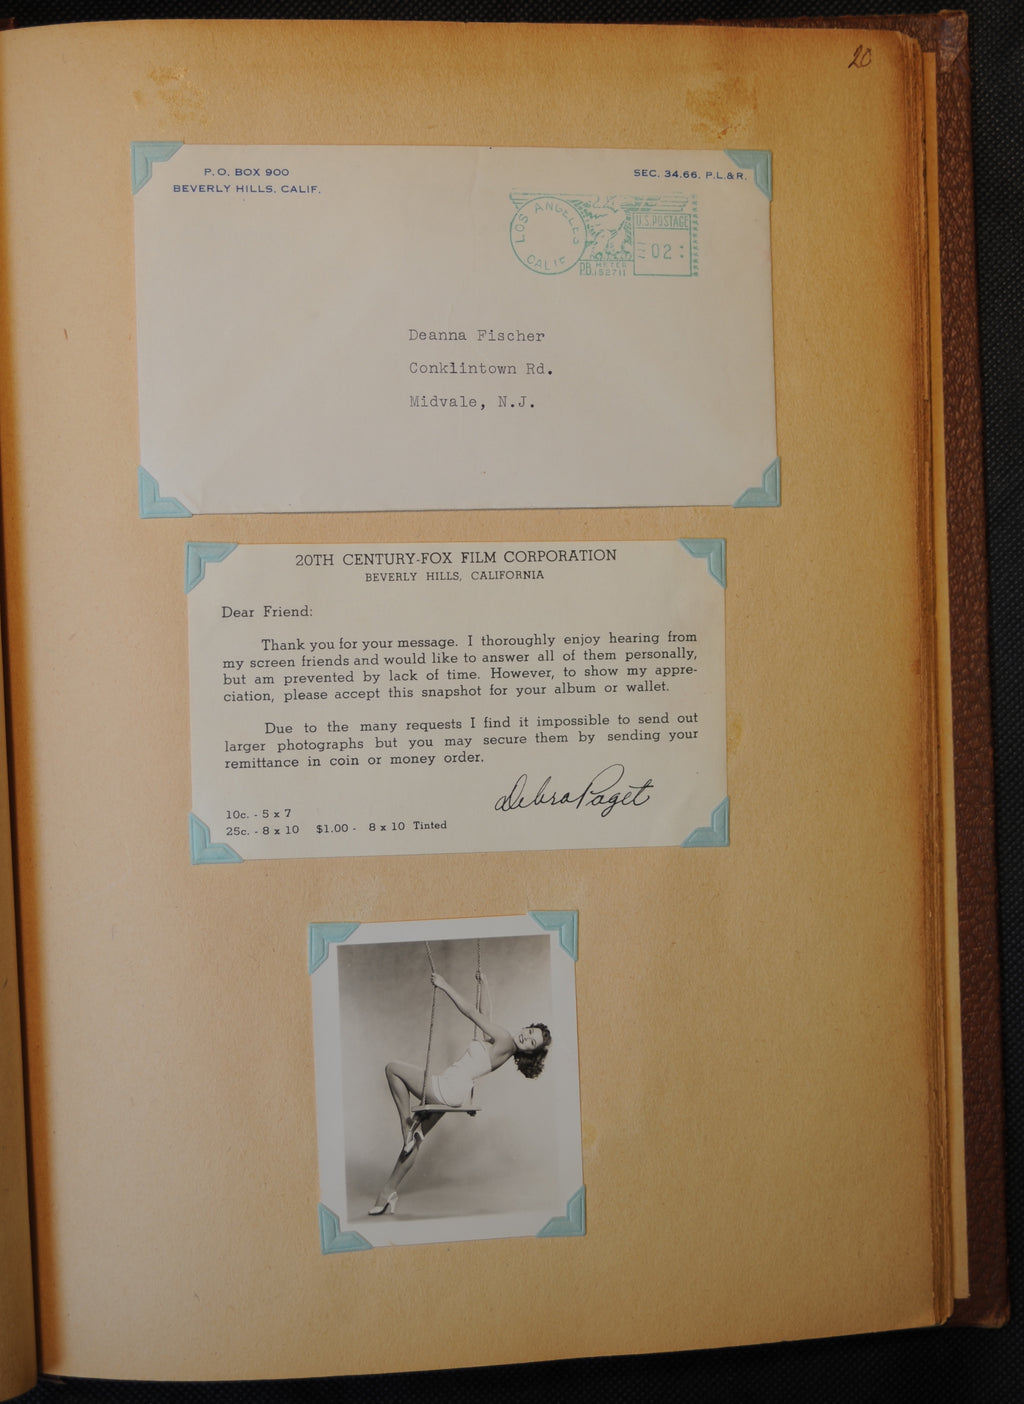 20
P. O. BOX 900
BEVERLY HILLS, CALIF.
SEC. 34.66, P.L.&R.
LOS ANGELES
CALIF
U.S. POSTAGE
02
P.B. METER
152711
Deanna Fischer
Conklintown Rd.
Midvale, N.J.
20TH CENTURY-FOX FILM CORPORATION
BEVERLY HILLS, CALIFORNIA
Dear Friend:
Thank you for your message. I thoroughly enjoy hearing from
my screen friends and would like to answer all of them personally,
but am prevented by lack of time. However, to show my appre-
ciation, please accept this snapshot for your album or wallet.
Due to the many requests I find it impossible to send out
larger photographs but you may secure them by sending your
remittance in coin or money order.
Debra Paget
10c. - 5 x 7
25c. - 8 x 10 $1.00 - 8 x 10 Tinted